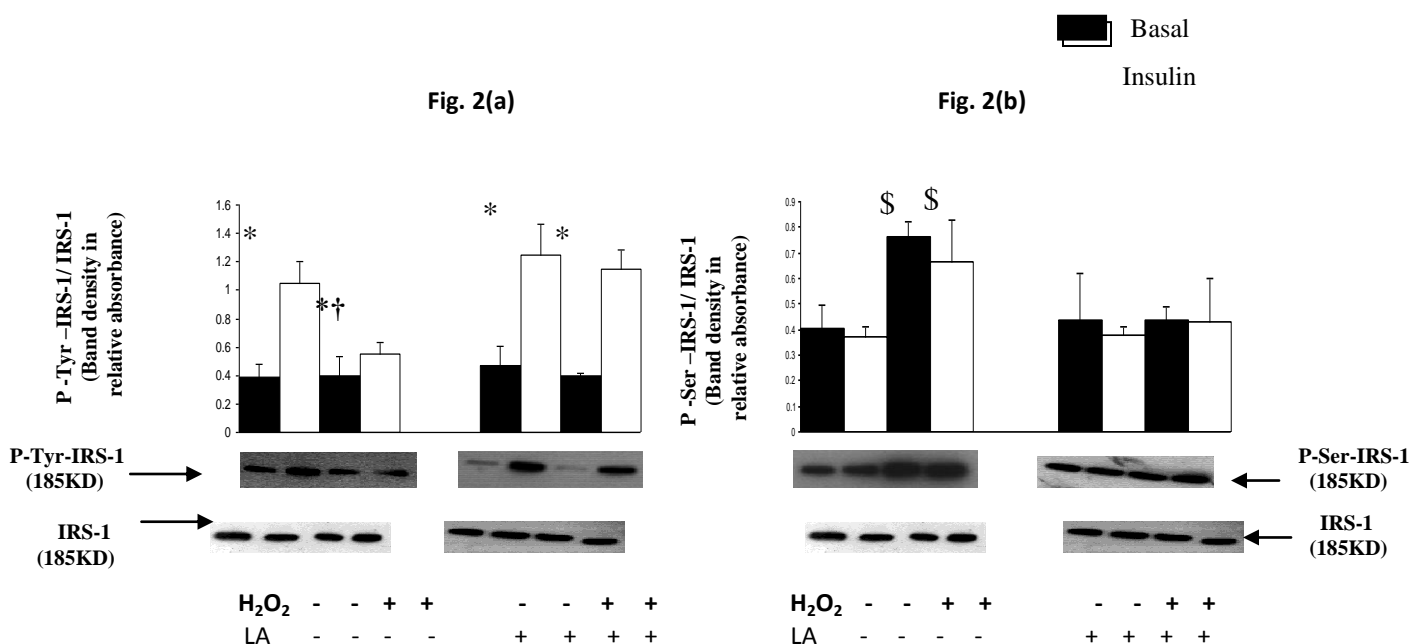 Basal
Insulin
Fig. 2(a)
Fig. 2(b)
P -Tyr –IRS-1/ IRS-1
(Band density in
relative absorbance)
1.6
1.4
1.2
1
0.8
0.6
0.4
0.2
0
*
*†
*
*
P -Ser –IRS-1/ IRS-1
(Band density in
relative absorbance)
0.9
0.8
0.7
0.6
0.5
0.4
0.3
0.2
0.1
0
$ $
P-Tyr-IRS-1
(185KD)
P-Ser-IRS-1
(185KD)
IRS-1
(185KD)
IRS-1
(185KD)
H₂O₂ - - + + - - + +
LA - - - - + + + +
H₂O₂ - - + + - - + +
LA - - - - + + + +